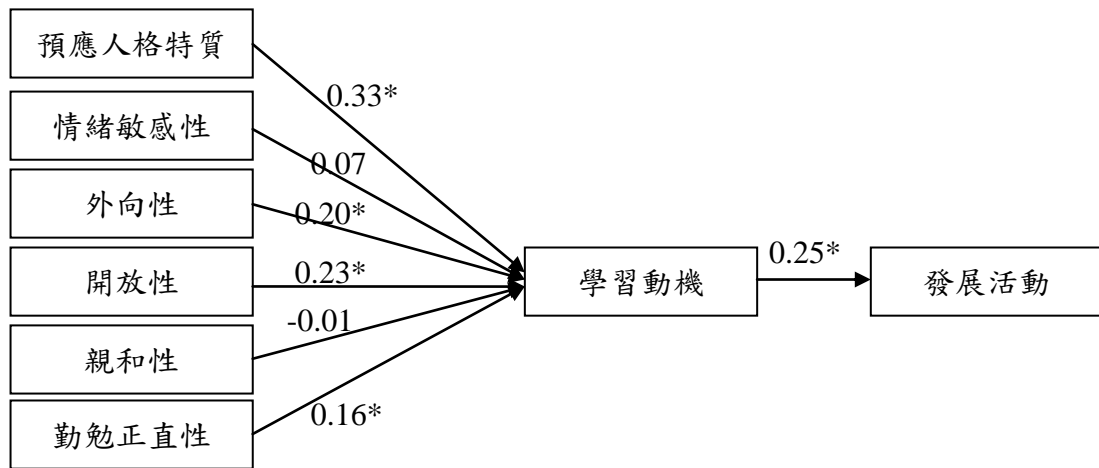 預應人格特質
0.33*
情緒敏感性
0.07
外向性
0.20*
開放性
0.23*
學習動機
0.25*
發展活動
-0.01
親和性
0.16*
勤勉正直性